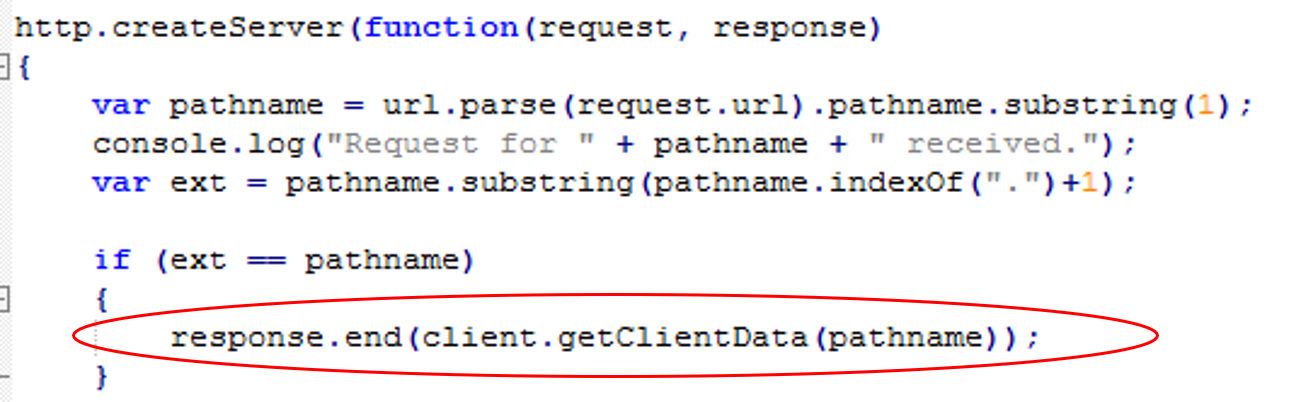 http.createServer(function(request, response)
{
    var pathname = url.parse(request.url).pathname.substring(1);
    console.log("Request for " + pathname + " received.");
    var ext = pathname.substring(pathname.indexOf(".")+1);

    if (ext == pathname)
    {
        response.end(client.getClientData(pathname));
    }